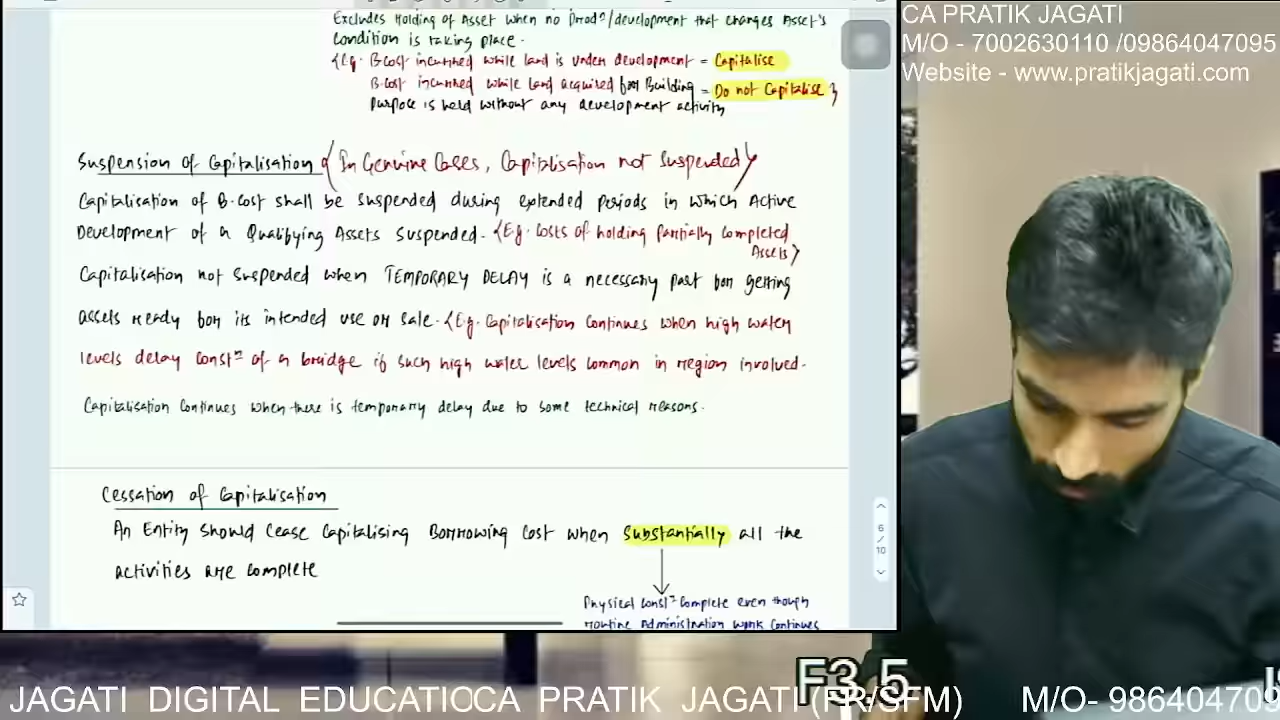 Excludes Holding of Asset when no Prodn/development that changes Asset's
Condition is taking place.
{Eg. B.Cost incurred while land is under development = Capitalise
B.Cost incurred while land acquired for Building = Do not Capitalise}
Purpose is held without any development activity
Suspension of Capitalisation {In Genuine Cases, Capitalisation not Suspended}
Capitalisation of B.Cost shall be suspended during extended Periods in which Active
Development of a Qualifying Assets Suspended. {Eg. Costs of holding Partially Completed
Assets}
Capitalisation not Suspended when TEMPORARY DELAY is a necessary part for getting
assets ready for its intended use or sale. {Eg. Capitalisation Continues when high water
levels delay constn of a bridge if such high water levels common in region involved.
Capitalisation Continues when there is temporary delay due to some technical reasons.
Cessation of Capitalisation
An Entity should cease capitalising Borrowing Cost when Substantially all the
activities are complete
Physical constn complete even though
routine Administration work continues
6
/
10
CA PRATIK JAGATI
M/O - 7002630110 /09864047095
Website - www.pratikjagati.com
F3.5
JAGATI DIGITAL EDUCATIOCA PRATIK JAGATI (FR/SFM) M/O- 986404709